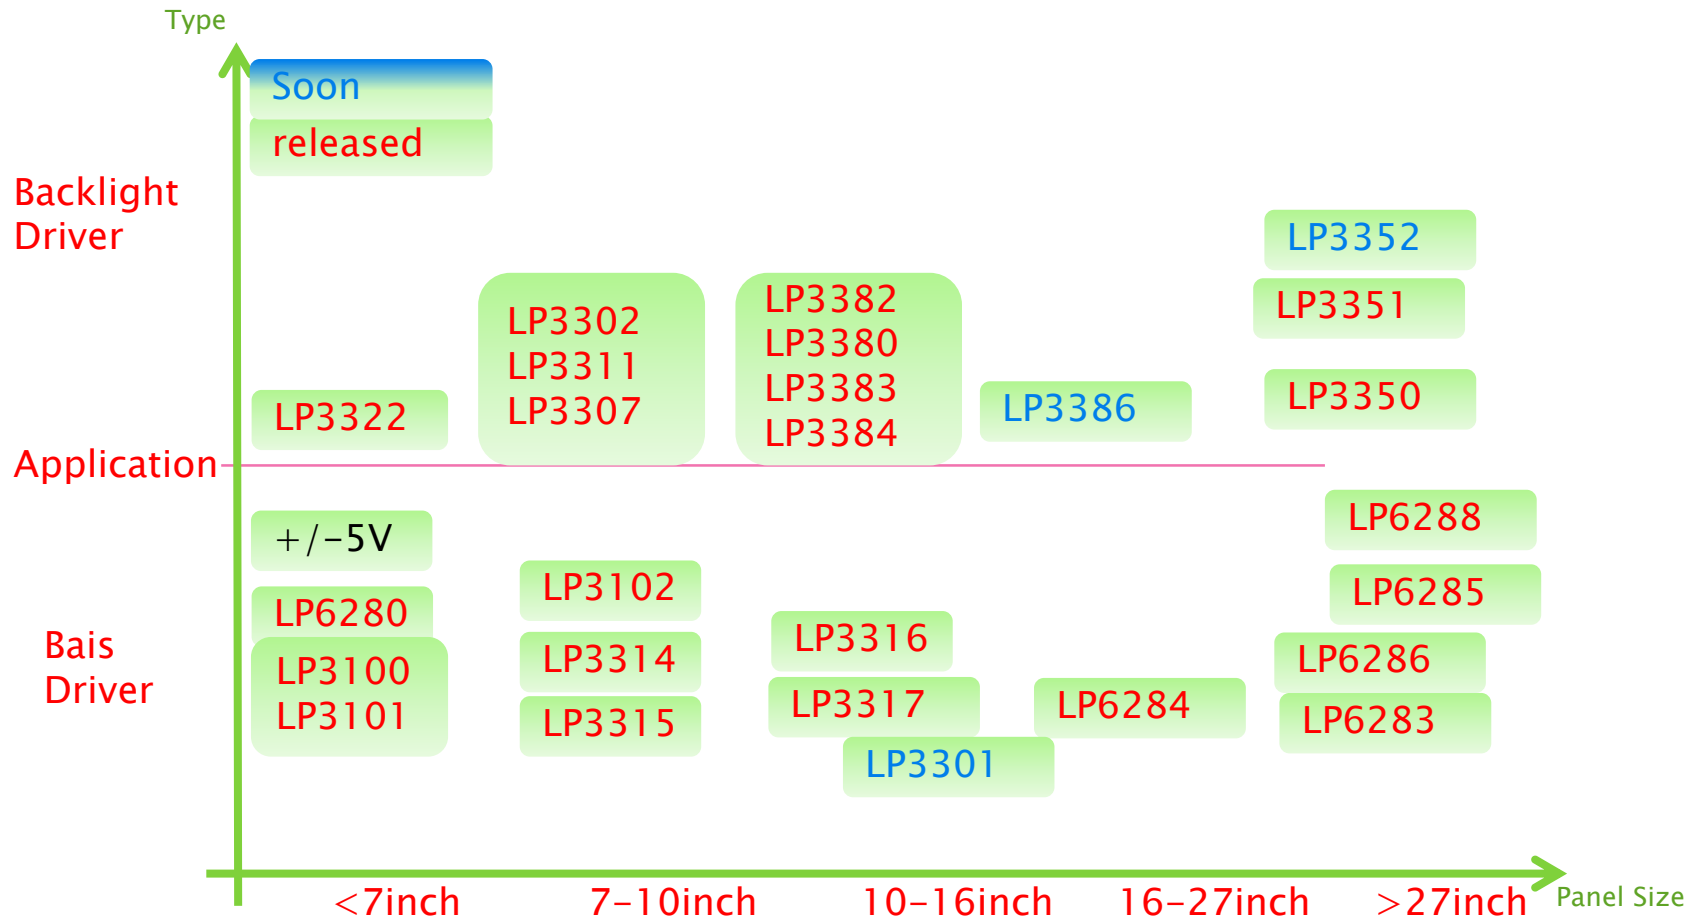 Type
Soon
released
Backlight
Driver
LP3352
LP3351
LP3350
LP3302
LP3311
LP3307
LP3382
LP3380
LP3383
LP3384
LP3386
LP3322
Application
+/-5V
LP6280
LP3100
LP3101
Bais
Driver
LP3102
LP3314
LP3315
LP3316
LP3317
LP3301
LP6284
LP6288
LP6285
LP6286
LP6283
<7inch
7-10inch
10-16inch
16-27inch
>27inch
Panel Size